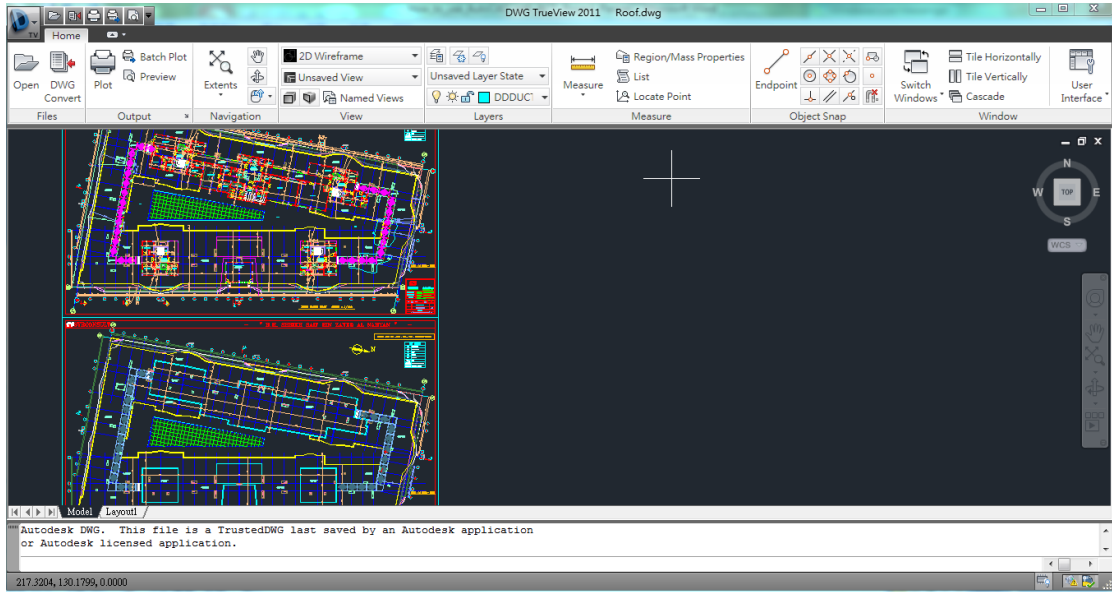 DWG TrueView 2011 Roof.dwg
TV
Home
Open
DWG Convert
Files
Plot
Batch Plot
Preview
Output
Extents
Navigation
2D Wireframe
Unsaved View
Named Views
View
Unsaved Layer State
DDDUCT
Layers
Measure
Region/Mass Properties
List
Locate Point
Measure
Endpoint
Object Snap
Switch Windows
Tile Horizontally
Tile Vertically
Cascade
Window
User Interface
N
W
TOP
E
S
WCS
N
Model
Layout1
Autodesk DWG. This file is a TrustedDWG last saved by an Autodesk application
or Autodesk licensed application.
217.3204, 130.1799, 0.0000